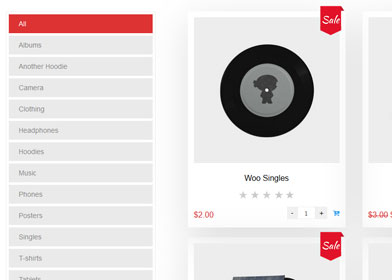 All
Albums
Another Hoodie
Camera
Clothing
Headphones
Hoodies
Music
Phones
Posters
Singles
T-shirts
Tablets
Sale
Woo Singles
$2.00
- 1 +
$3.00
Sale